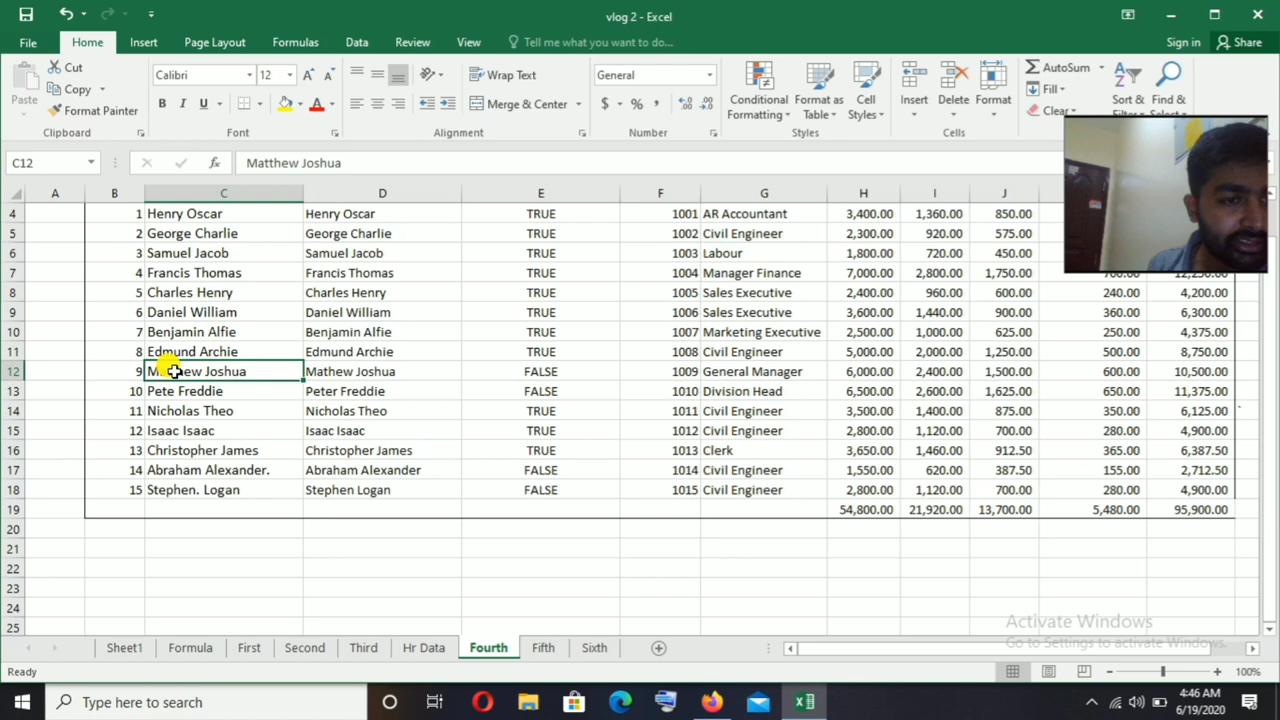 vlog 2 - Excel
File Home Insert Page Layout Formulas Data Review View Tell me what you want to do... Sign in Share
Paste Cut Copy Format Painter Clipboard
Calibri 12 B I U A Font
Wrap Text Merge & Center Alignment
General $ % , Number
Conditional Formatting Format as Table Cell Styles Styles
Insert Delete Format Cells
AutoSum Fill Clear Sort & Find &
C12 fx Matthew Joshua
A B C D E F G H I J
4 1 Henry Oscar Henry Oscar TRUE 1001 AR Accountant 3,400.00 1,360.00 850.00
5 2 George Charlie George Charlie TRUE 1002 Civil Engineer 2,300.00 920.00 575.00
6 3 Samuel Jacob Samuel Jacob TRUE 1003 Labour 1,800.00 720.00 450.00
7 4 Francis Thomas Francis Thomas TRUE 1004 Manager Finance 7,000.00 2,800.00 1,750.00 700.00 12,250.00
8 5 Charles Henry Charles Henry TRUE 1005 Sales Executive 2,400.00 960.00 600.00 240.00 4,200.00
9 6 Daniel William Daniel William TRUE 1006 Sales Executive 3,600.00 1,440.00 900.00 360.00 6,300.00
10 7 Benjamin Alfie Benjamin Alfie TRUE 1007 Marketing Executive 2,500.00 1,000.00 625.00 250.00 4,375.00
11 8 Edmund Archie Edmund Archie TRUE 1008 Civil Engineer 5,000.00 2,000.00 1,250.00 500.00 8,750.00
12 9 Matthew Joshua Mathew Joshua FALSE 1009 General Manager 6,000.00 2,400.00 1,500.00 600.00 10,500.00
13 10 Pete Freddie Peter Freddie FALSE 1010 Division Head 6,500.00 2,600.00 1,625.00 650.00 11,375.00
14 11 Nicholas Theo Nicholas Theo TRUE 1011 Civil Engineer 3,500.00 1,400.00 875.00 350.00 6,125.00
15 12 Isaac Isaac Isaac Isaac TRUE 1012 Civil Engineer 2,800.00 1,120.00 700.00 280.00 4,900.00
16 13 Christopher James Christopher James TRUE 1013 Clerk 3,650.00 1,460.00 912.50 365.00 6,387.50
17 14 Abraham Alexander. Abraham Alexander FALSE 1014 Civil Engineer 1,550.00 620.00 387.50 155.00 2,712.50
18 15 Stephen. Logan Stephen Logan FALSE 1015 Civil Engineer 2,800.00 1,120.00 700.00 280.00 4,900.00
19 54,800.00 21,920.00 13,700.00 5,480.00 95,900.00
20
21
22
23
24
25
Activate Windows
Go to Settings to activate Windows.
Sheet1 Formula First Second Third Hr Data Fourth Fifth Sixth
Ready 100%
Type here to search
4:46 AM
6/19/2020